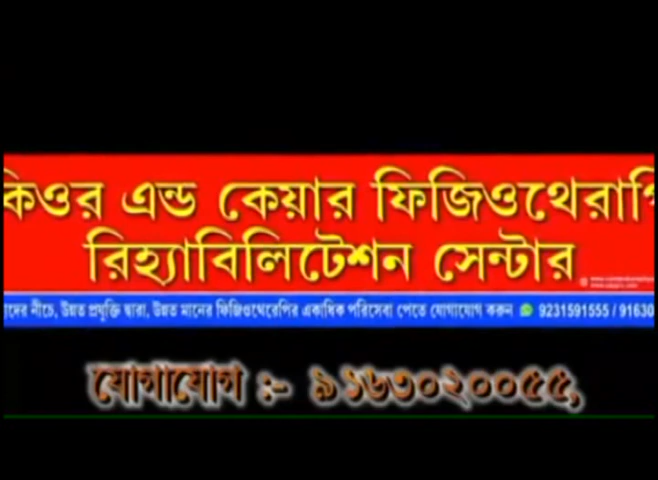 কিওর এন্ড কেয়ার ফিজিওথেরাপি
রিহ্যাবিলিটেশন সেন্টার
নীচে, উন্নত প্রযুক্তি দ্বারা, উন্নত মানের ফিজিওথেরেপির একাধিক পরিসেবা পেতে যোগাযোগ করুন 9231591555 / 91630
যোগাযোগ :- ৯১৬৩০২০০৫৫,